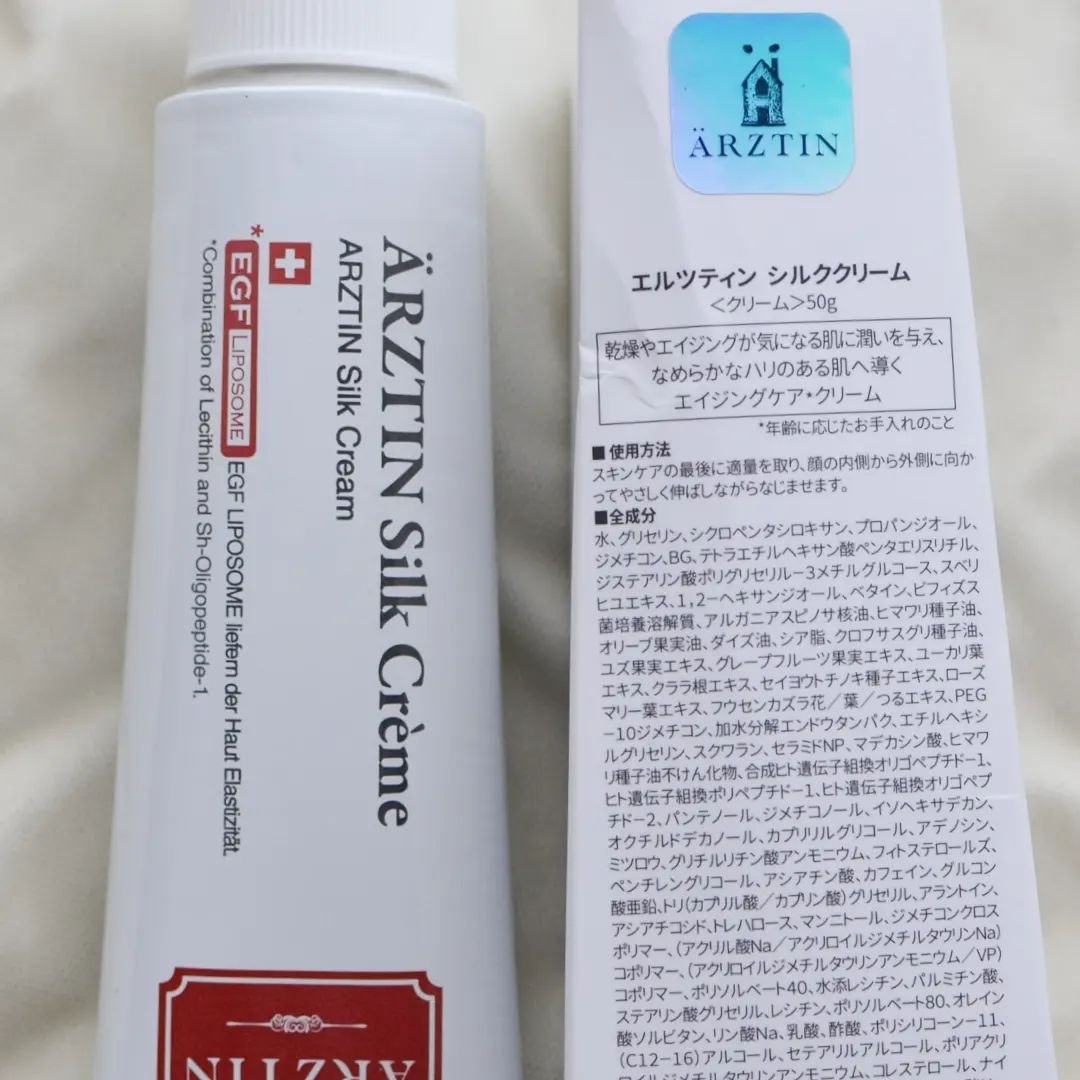 ÄRZTIN Silk Crème
ARZTIN Silk Cream
*EGF LIPOSOME EGF LIPOSOME liefern der Haut Elastizität.
*Combination of Lecithin and Sh-Oligopeptide-1.
ÄRZTIN
ÄRZTIN
エルツティン シルククリーム
＜クリーム＞50g
乾燥やエイジングが気になる肌に潤いを与え、
なめらかなハリのある肌へ導く
エイジングケア*クリーム
*年齢に応じたお手入れのこと
■使用方法
スキンケアの最後に適量を取り、顔の内側から外側に向か
ってやさしく伸ばしながらなじませます。
■全成分
水、グリセリン、シクロペンタシロキサン、プロパンジオール、
ジメチコン、BG、テトラエチルヘキサン酸ペンタエリスリチル、
ジステアリン酸ポリグリセリル－3メチルグルコース、スベリ
ヒユエキス、1,2－ヘキサンジオール、ベタイン、ビフィズス
菌培養溶解質、アルガニアスピノサ核油、ヒマワリ種子油、
オリーブ果実油、ダイズ油、シア脂、クロフサスグリ種子油、
ユズ果実エキス、グレープフルーツ果実エキス、ユーカリ葉
エキス、クララ根エキス、セイヨウトチノキ種子エキス、ローズ
マリー葉エキス、フウセンカズラ花／葉／つるエキス、PEG
－10ジメチコン、加水分解エンドウタンパク、エチルヘキシ
ルグリセリン、スクワラン、セラミドNP、マデカシン酸、ヒマワ
リ種子油不けん化物、合成ヒト遺伝子組換オリゴペプチド－1、
ヒト遺伝子組換ポリペプチド－1、ヒト遺伝子組換オリゴペプ
チド－2、パンテノール、ジメチコノール、イソヘキサデカン、
オクチルドデカノール、カプリリルグリコール、アデノシン、
ミツロウ、グリチルリチン酸アンモニウム、フィトステロールズ、
ペンチレングリコール、アシアチン酸、カフェイン、グルコン
酸亜鉛、トリ(カプリル酸／カプリン酸)グリセリル、アラントイン、
アシアチコシド、トレハロース、マンニトール、ジメチコンクロス
ポリマー、(アクリル酸Na／アクリロイルジメチルタウリンNa)
コポリマー、(アクリロイルジメチルタウリンアンモニウム／VP)
コポリマー、ポリソルベート40、水添レシチン、パルミチン酸、
ステアリン酸グリセリル、レシチン、ポリソルベート80、オレイン
酸ソルビタン、リン酸Na、乳酸、酢酸、ポリシリコーン－11、
(C12－16)アルコール、セテアリルアルコール、ポリアクリ
ロイルジメチルタウリンアンモニウム、コレステロール、ナイ